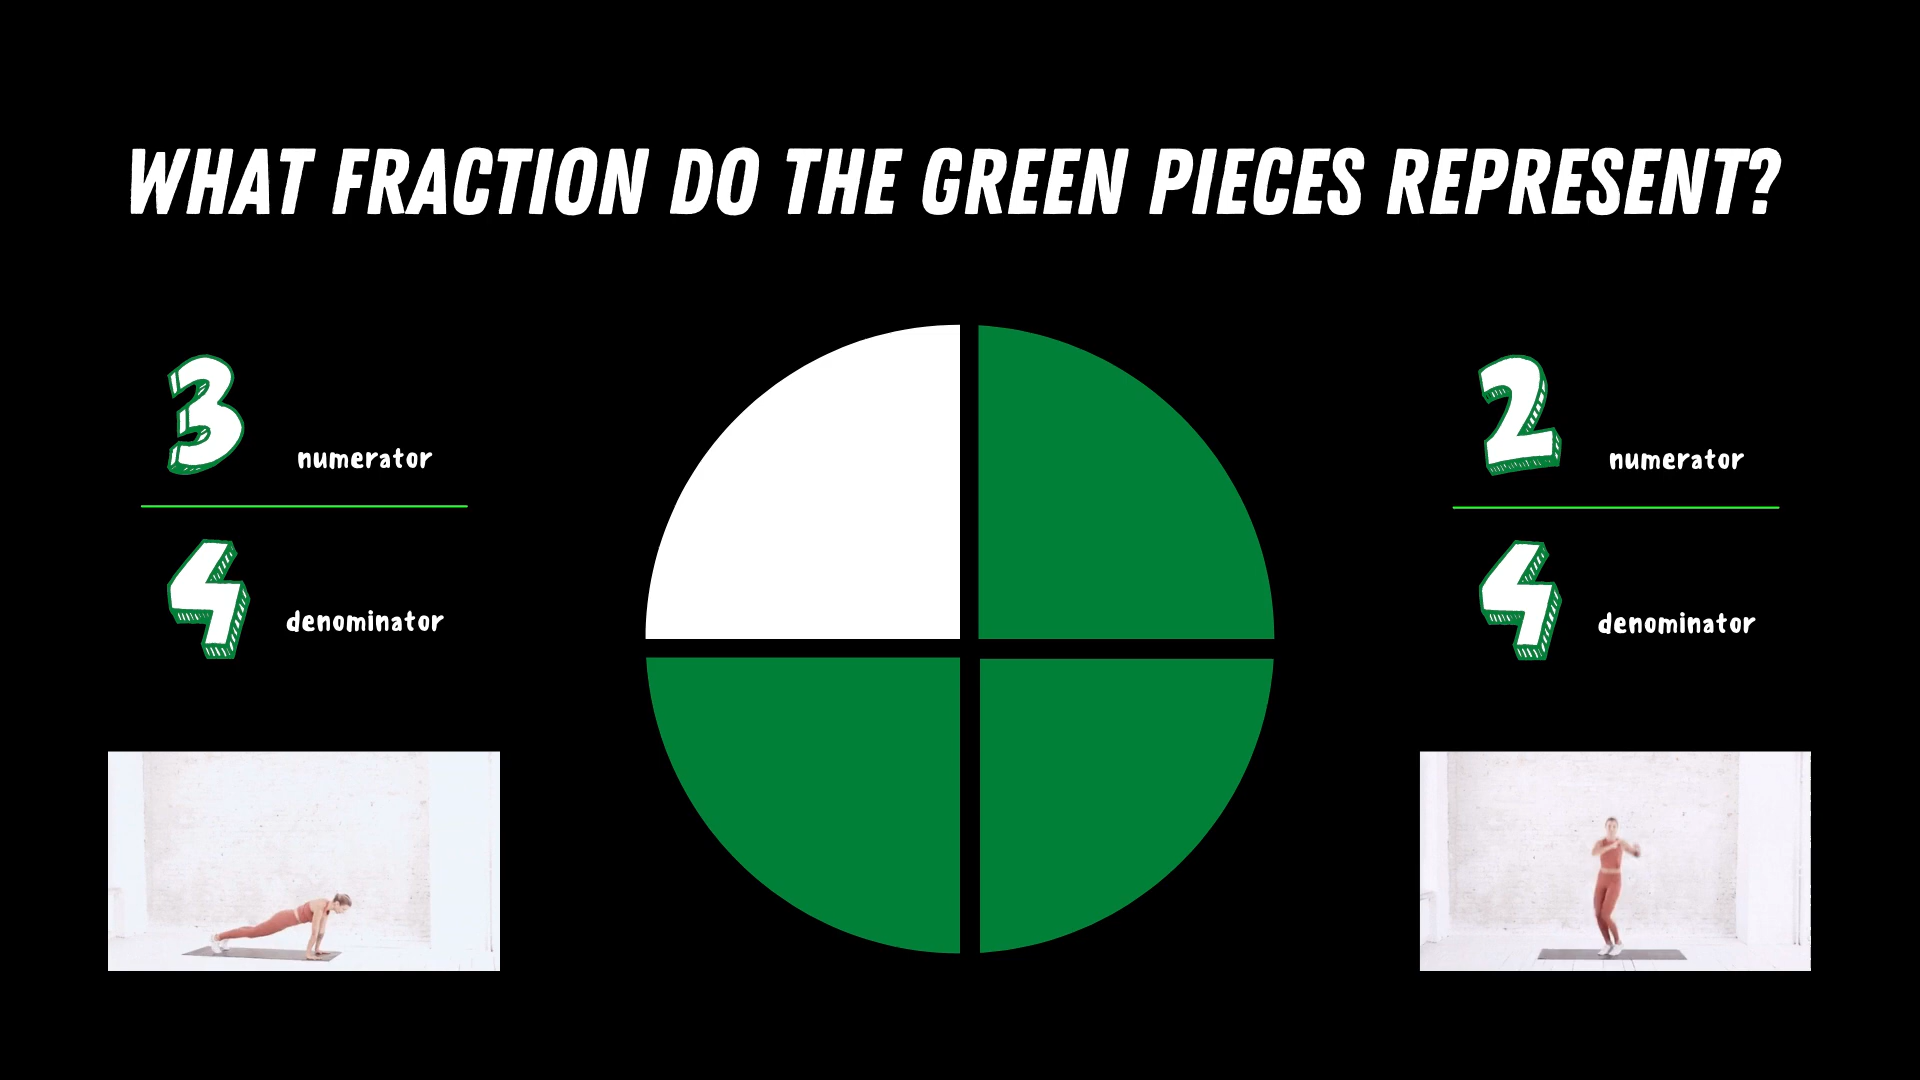 WHAT FRACTION DO THE GREEN PIECES REPRESENT?
3
numerator
4
denominator
2
numerator
4
denominator